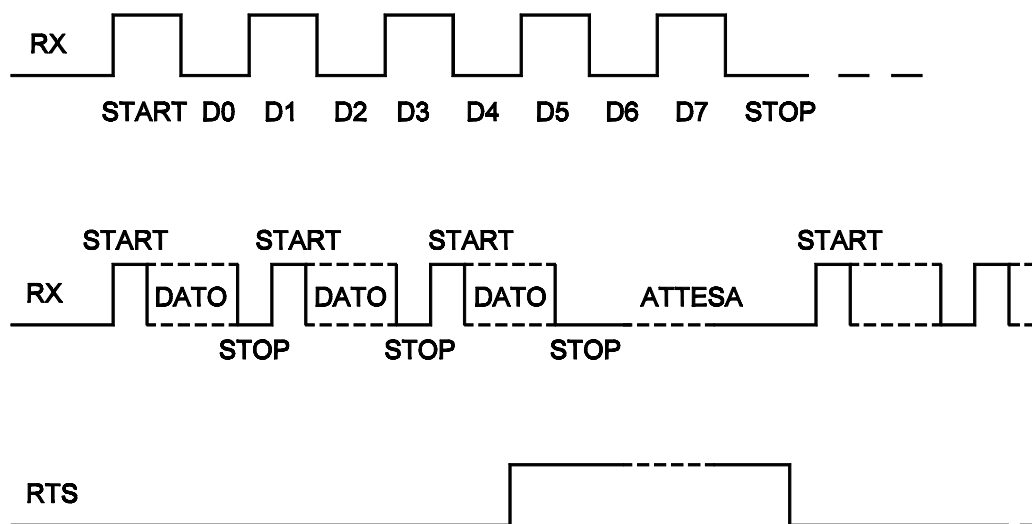 RX
START D0 D1 D2 D3 D4 D5 D6 D7 STOP
START START START START
RX DATO DATO DATO ATTESA
STOP STOP STOP
RTS